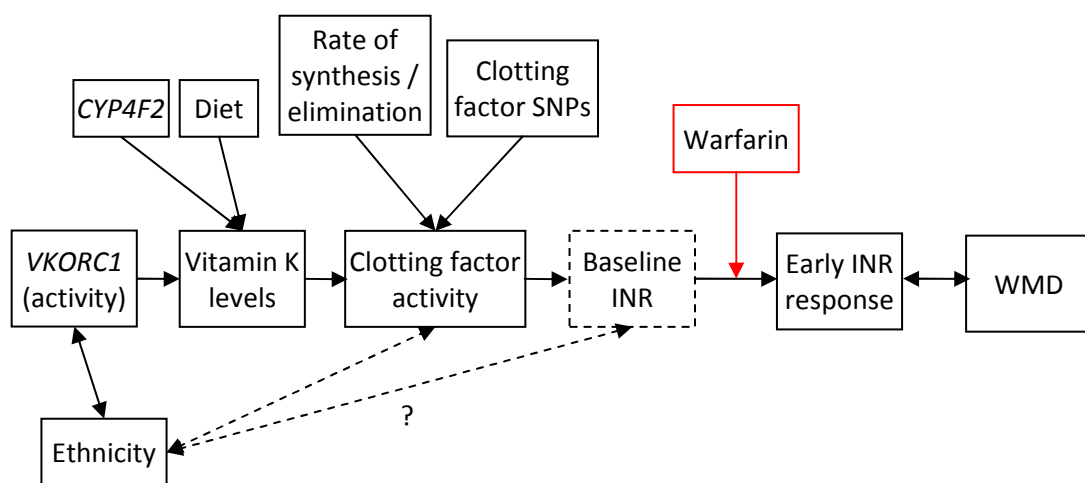 Rate of
synthesis /
elimination
Clotting
factor SNPs
CYP4F2
Diet
Warfarin
VKORC1
(activity)
Vitamin K
levels
Clotting factor
activity
Baseline
INR
Early INR
response
WMD
?
Ethnicity